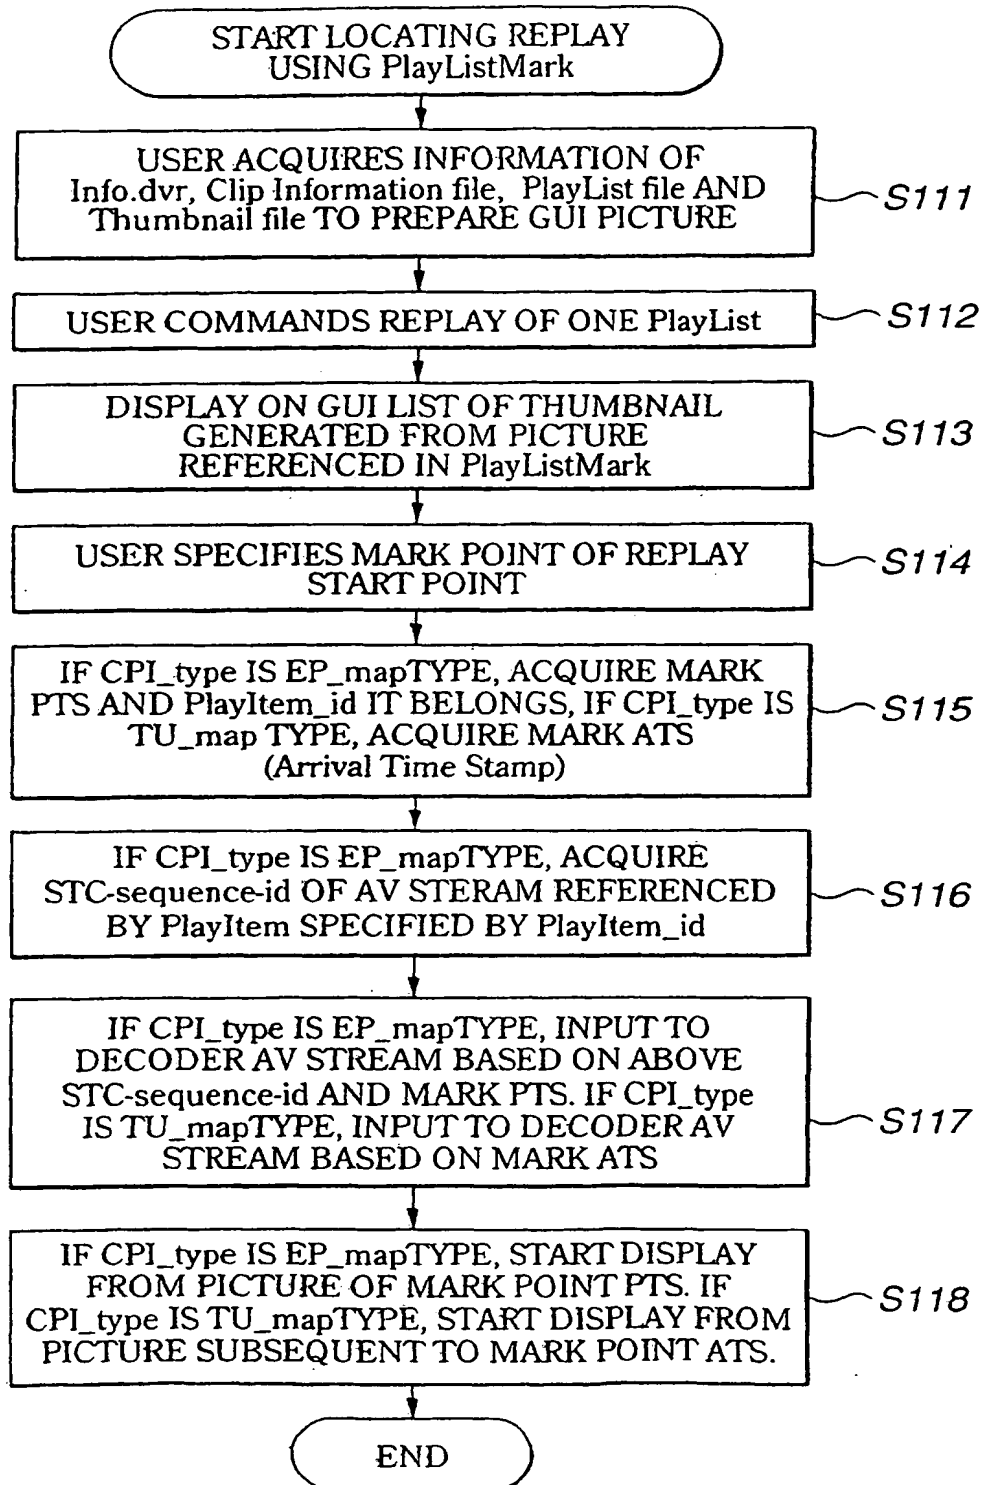 START LOCATING REPLAY
USING PlayListMark
USER ACQUIRES INFORMATION OF
Info.dvr, Clip Information file, PlayList file AND
Thumbnail file TO PREPARE GUI PICTURE
S111
USER COMMANDS REPLAY OF ONE PlayList
S112
DISPLAY ON GUI LIST OF THUMBNAIL
GENERATED FROM PICTURE
REFERENCED IN PlayListMark
S113
USER SPECIFIES MARK POINT OF REPLAY
START POINT
S114
IF CPI_type IS EP_mapTYPE, ACQUIRE MARK
PTS AND PlayItem_id IT BELONGS, IF CPI_type IS
TU_map TYPE, ACQUIRE MARK ATS
(Arrival Time Stamp)
S115
IF CPI_type IS EP_mapTYPE, ACQUIRE
STC-sequence-id OF AV STERAM REFERENCED
BY PlayItem SPECIFIED BY PlayItem_id
S116
IF CPI_type IS EP_mapTYPE, INPUT TO
DECODER AV STREAM BASED ON ABOVE
STC-sequence-id AND MARK PTS. IF CPI_type
IS TU_mapTYPE, INPUT TO DECODER AV
STREAM BASED ON MARK ATS
S117
IF CPI_type IS EP_mapTYPE, START DISPLAY
FROM PICTURE OF MARK POINT PTS. IF
CPI_type IS TU_mapTYPE, START DISPLAY FROM
PICTURE SUBSEQUENT TO MARK POINT ATS.
S118
END